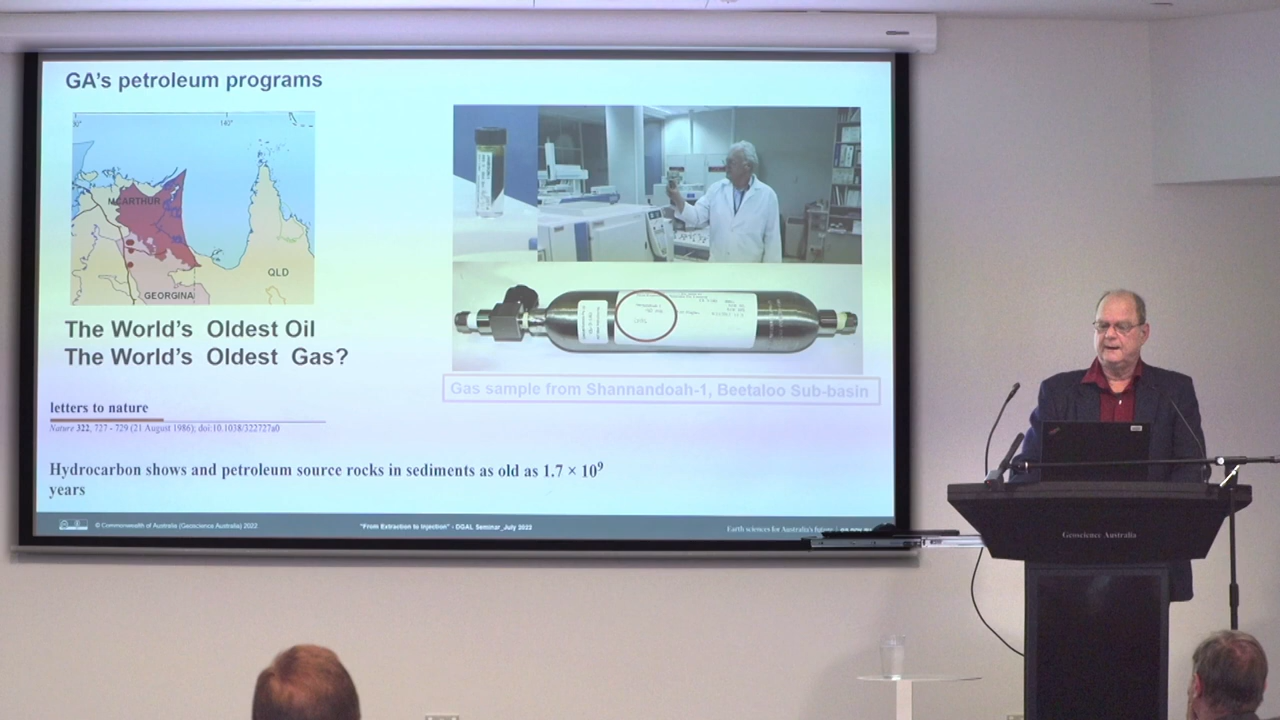 GA's petroleum programs
140°
MCARTHUR
QLD
GEORGINA
The World's Oldest Oil
The World's Oldest Gas?
Gas sample from Shannandoah-1, Beetaloo Sub-basin
letters to nature
Nature 322, 727 - 729 (21 August 1986); doi:10.1038/322727a0
Hydrocarbon shows and petroleum source rocks in sediments as old as 1.7 × 10⁹
years
© Commonwealth of Australia (Geoscience Australia) 2022
"From Extraction to Injection" - DGAL Seminar_July 2022
Earth sciences for Australia's future
Geoscience Australia